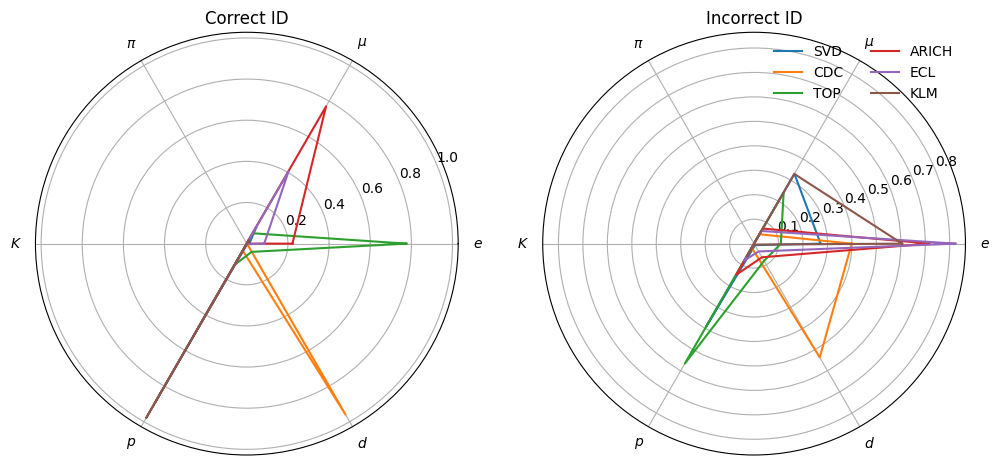 Correct ID
Incorrect ID
π
μ
K
e
p
d
0.2
0.4
0.6
0.8
1.0
π
μ
K
e
p
d
0.1
0.2
0.3
0.4
0.5
0.6
0.7
0.8
SVD
CDC
TOP
ARICH
ECL
KLM